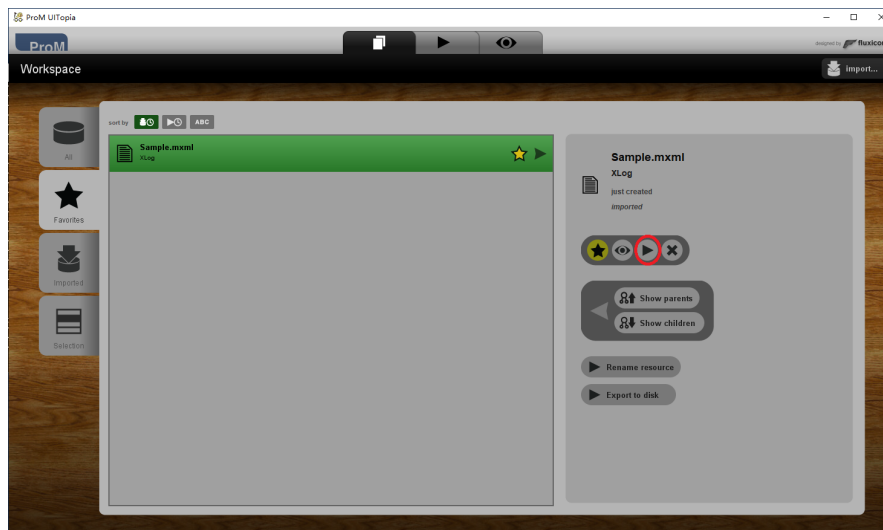 ProM UITopia
ProM
designed by fluxicon
Workspace
import...
sort by ABC
All
Favorites
Imported
Selection
Sample.mxml
XLog
Sample.mxml
XLog
just created
imported
Show parents
Show children
Rename resource
Export to disk